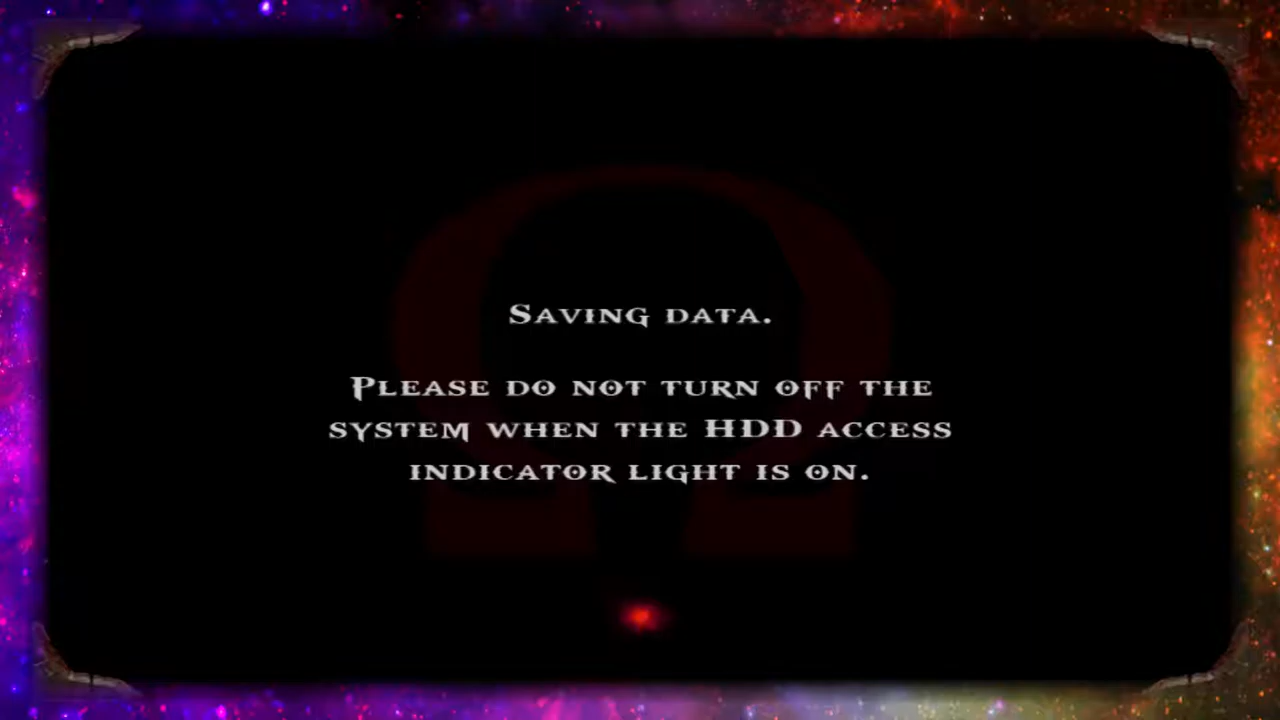 Saving data.
Please do not turn off the
system when the HDD access
indicator light is on.